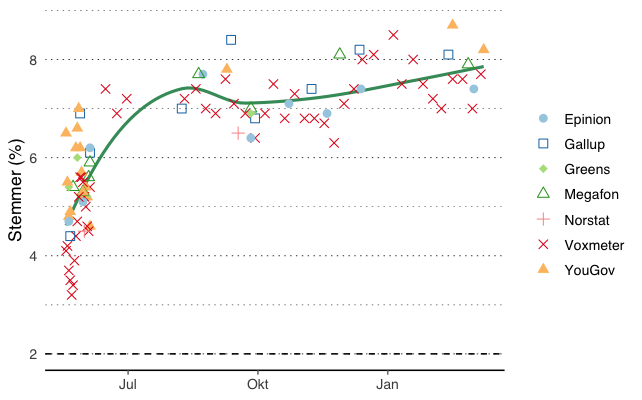 Stemmer (%)
8
6
4
2
Jul
Okt
Jan
Epinion
Gallup
Greens
Megafon
Norstat
Voxmeter
YouGov